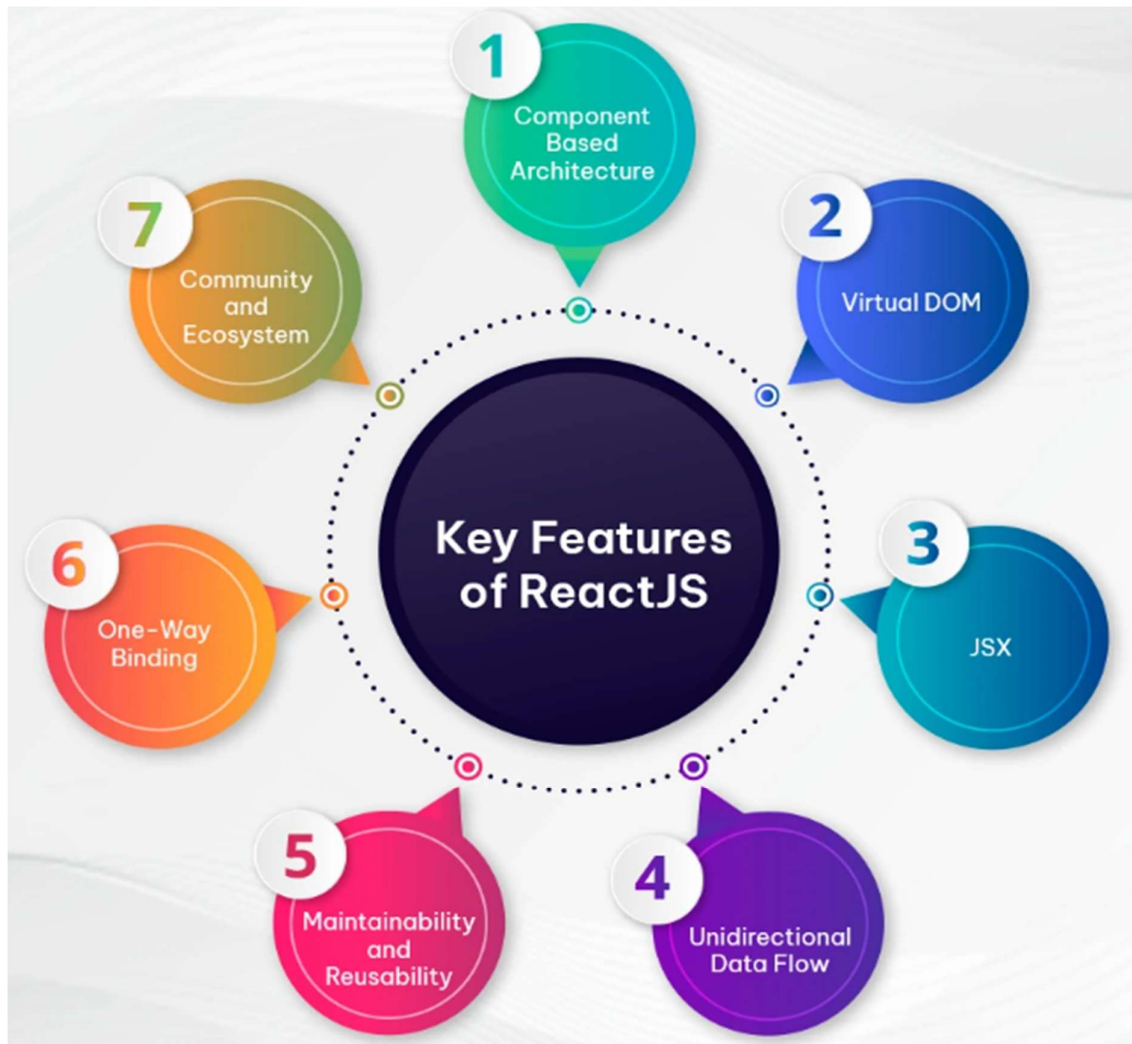 Key Features
of ReactJS
1
Component
Based
Architecture
2
Virtual DOM
3
JSX
4
Unidirectional
Data Flow
5
Maintainability
and
Reusability
6
One-Way
Binding
7
Community
and
Ecosystem